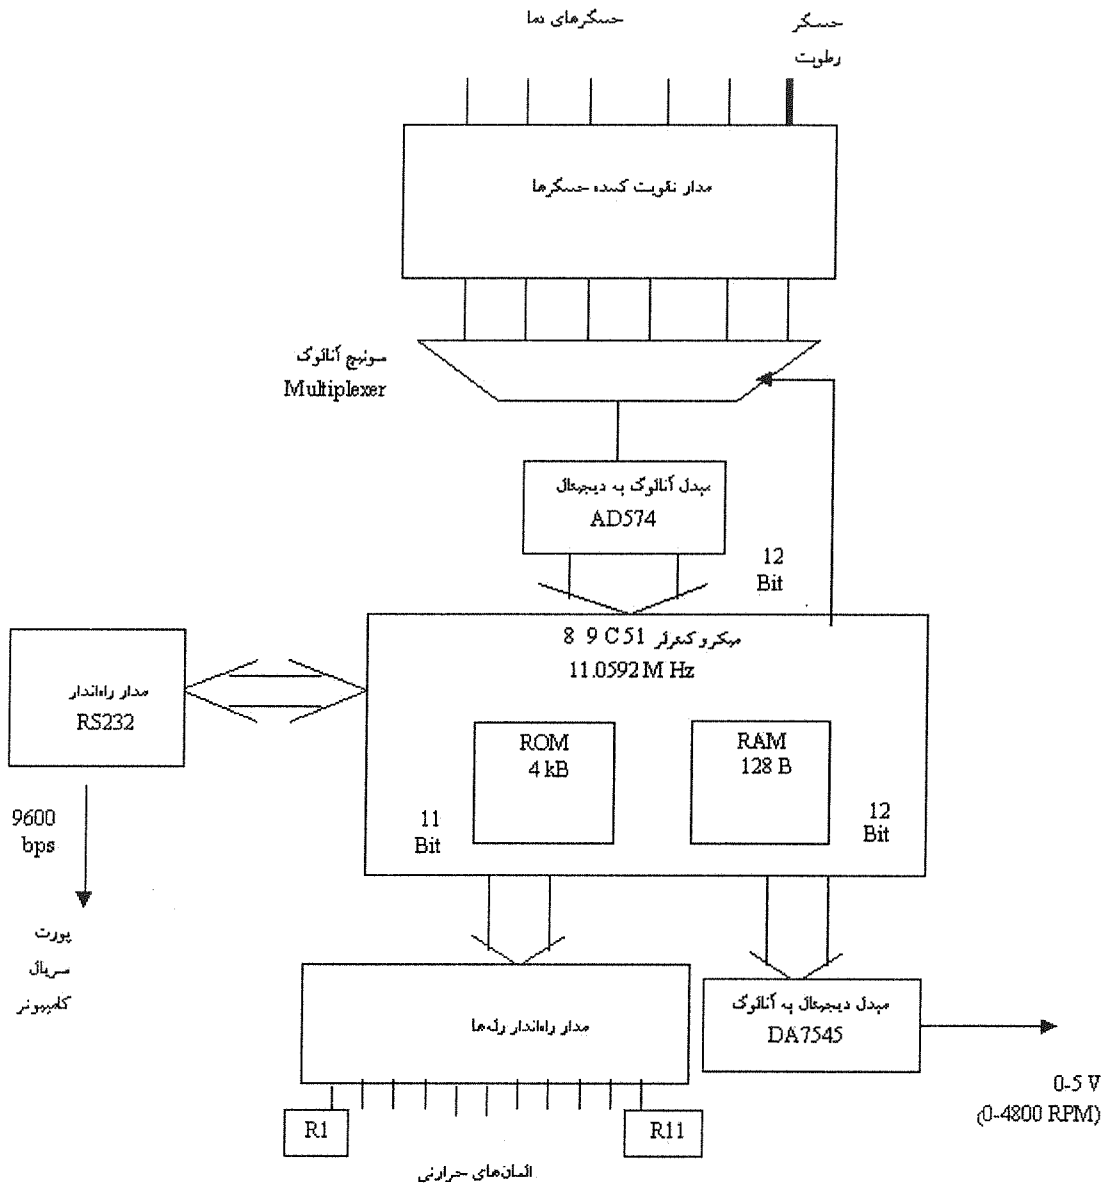 حسگرهای دما
حسگر
رطوبت
مدار تقویت کننده حسگرها
سوئیچ آنالوگ
Multiplexer
مبدل آنالوگ به دیجیتال
AD574
12
Bit
میکروکنترلر 8 9 C 51
11.0592 M Hz
مدار راه‌انداز
RS232
ROM
4 kB
RAM
128 B
11
Bit
12
Bit
9600
bps
پورت
سریال
کامپیوتر
مدار راه‌انداز رله‌ها
مبدل دیجیتال به آنالوگ
DA7545
0-5 V
(0-4800 RPM)
R1
R11
المان‌های حرارتی